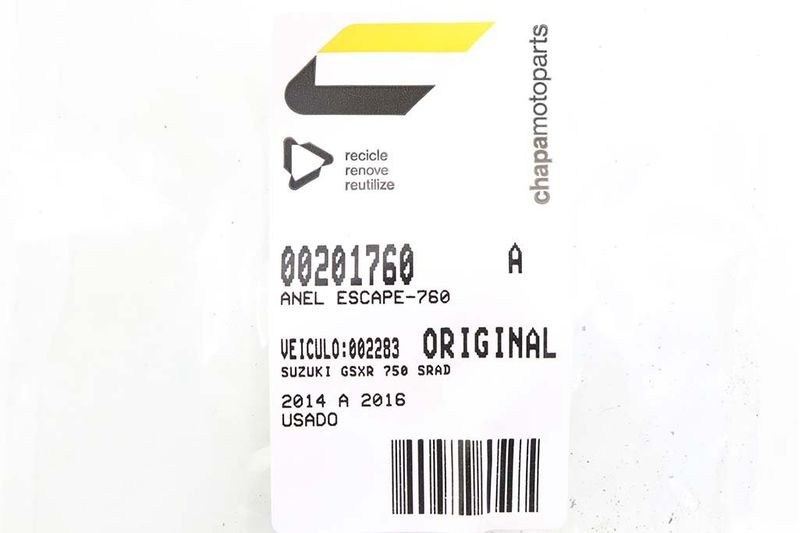 chapamotoparts
recicle
renove
reutilize
00201760 A
ANEL ESCAPE-760
VEICULO:002283 ORIGINAL
SUZUKI GSXR 750 SRAD
2014 A 2016
USADO